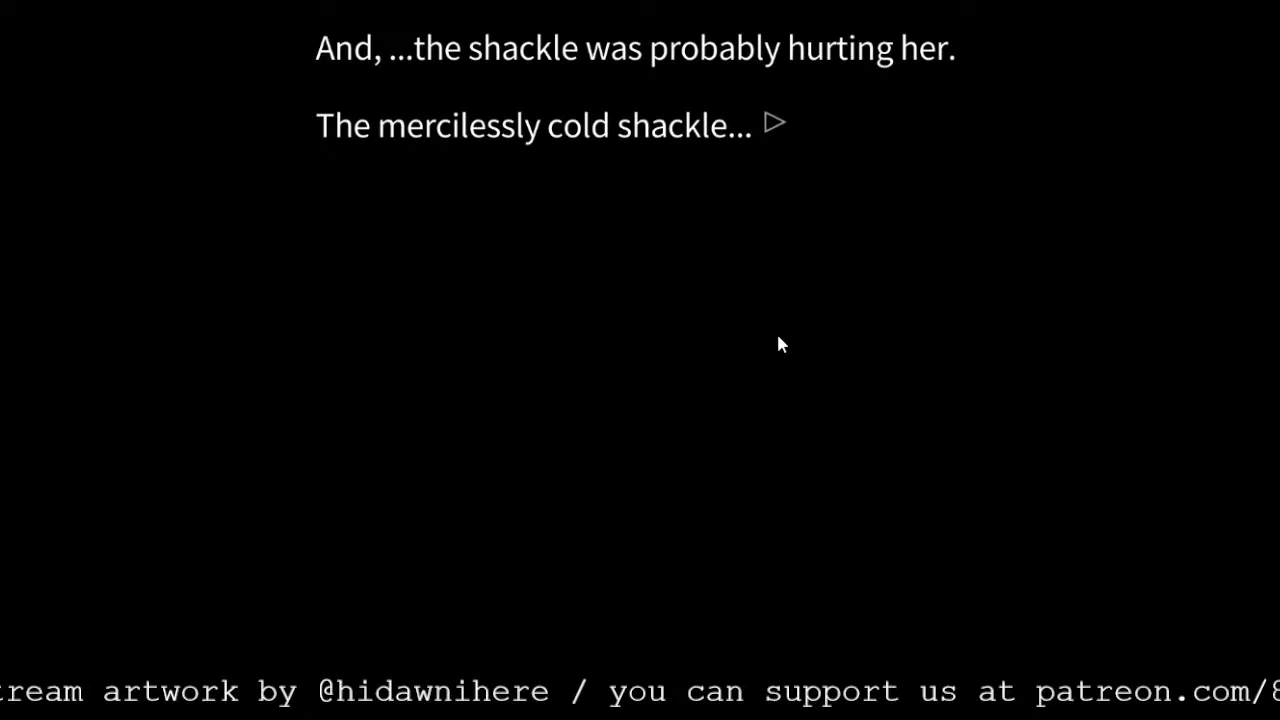 And, ...the shackle was probably hurting her.
The mercilessly cold shackle...
artwork by @hidawnihere / you can support us at patreon.com/